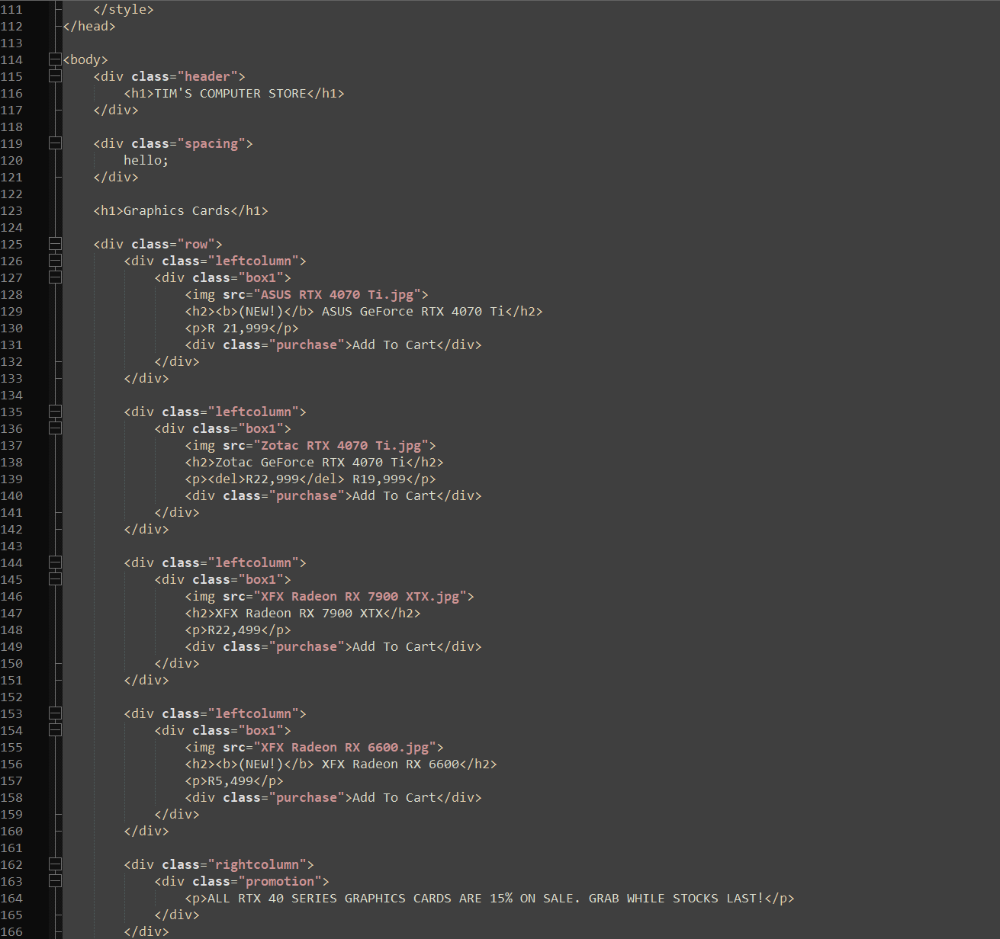 111         </style>
112 </head>
113
114 <body>
115     <div class="header">
116         <h1>TIM'S COMPUTER STORE</h1>
117     </div>
118
119     <div class="spacing">
120         hello;
121     </div>
122
123     <h1>Graphics Cards</h1>
124
125     <div class="row">
126         <div class="leftcolumn">
127             <div class="box1">
128                 <img src="ASUS RTX 4070 Ti.jpg">
129                 <h2><b>(NEW!)</b> ASUS GeForce RTX 4070 Ti</h2>
130                 <p>R 21,999</p>
131                 <div class="purchase">Add To Cart</div>
132             </div>
133         </div>
134
135         <div class="leftcolumn">
136             <div class="box1">
137                 <img src="Zotac RTX 4070 Ti.jpg">
138                 <h2>Zotac GeForce RTX 4070 Ti</h2>
139                 <p><del>R22,999</del> R19,999</p>
140                 <div class="purchase">Add To Cart</div>
141             </div>
142         </div>
143
144         <div class="leftcolumn">
145             <div class="box1">
146                 <img src="XFX Radeon RX 7900 XTX.jpg">
147                 <h2>XFX Radeon RX 7900 XTX</h2>
148                 <p>R22,499</p>
149                 <div class="purchase">Add To Cart</div>
150             </div>
151         </div>
152
153         <div class="leftcolumn">
154             <div class="box1">
155                 <img src="XFX Radeon RX 6600.jpg">
156                 <h2><b>(NEW!)</b> XFX Radeon RX 6600</h2>
157                 <p>R5,499</p>
158                 <div class="purchase">Add To Cart</div>
159             </div>
160         </div>
161
162         <div class="rightcolumn">
163             <div class="promotion">
164                 <p>ALL RTX 40 SERIES GRAPHICS CARDS ARE 15% ON SALE. GRAB WHILE STOCKS LAST!</p>
165             </div>
166         </div>